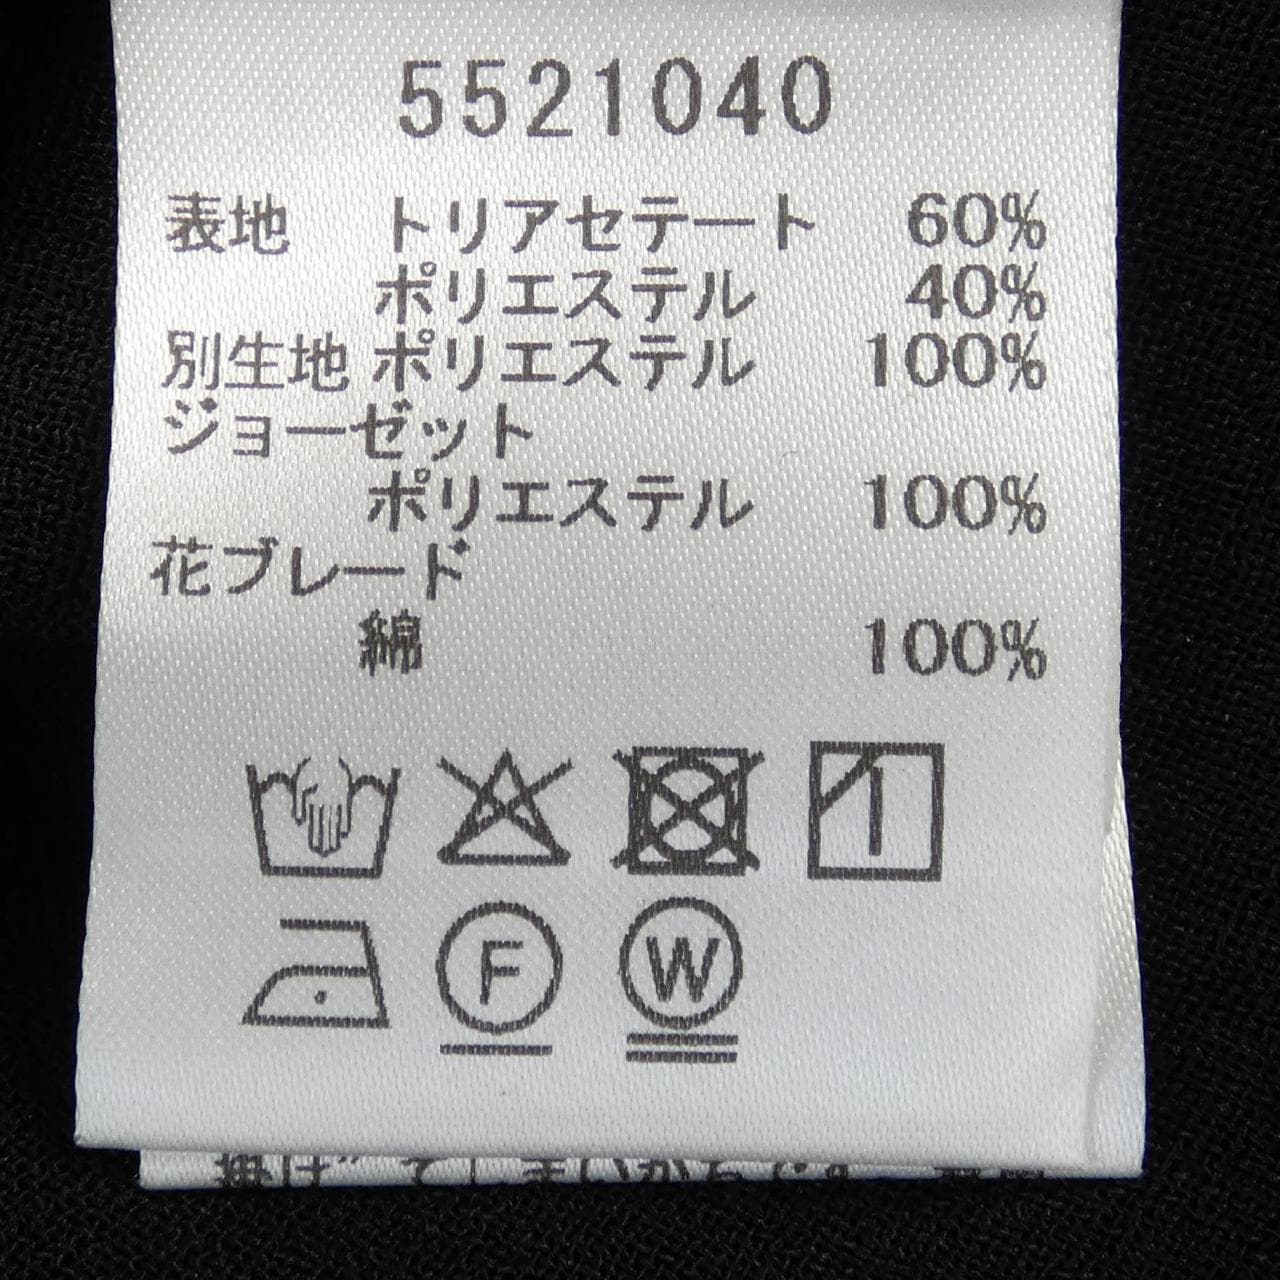 5521040
表地 トリアセテート 60%
ポリエステル 40%
別生地 ポリエステル 100%
ジョーゼット
ポリエステル 100%
花ブレード
綿 100%
F W